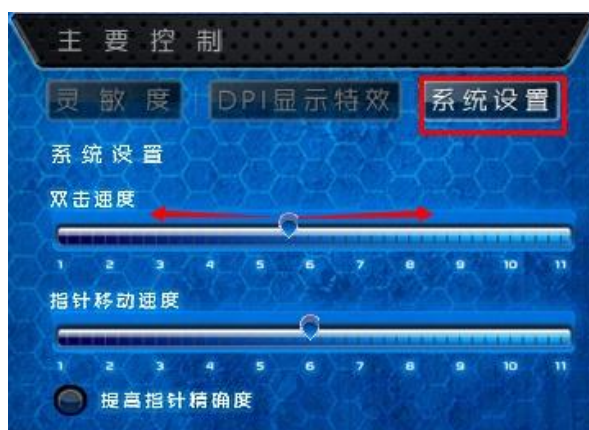 主要控制
灵敏度 DPI显示特效 系统设置
系统设置
双击速度
1 2 3 4 5 6 7 8 9 10 11
指针移动速度
1 2 3 4 5 6 7 8 9 10 11
提高指针精确度